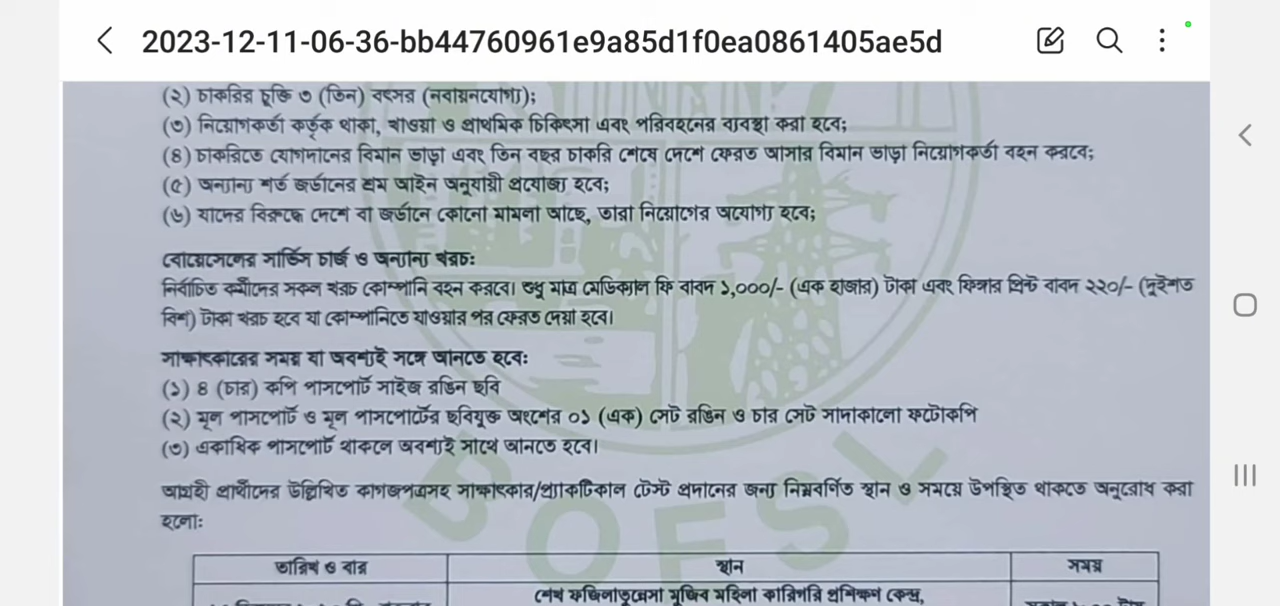 2023-12-11-06-36-bb44760961e9a85d1f0ea0861405ae5d
(২) চাকরির চুক্তি ৩ (তিন) বৎসর (নবায়নযোগ্য);
(৩) নিয়োগকর্তা কর্তৃক থাকা, খাওয়া ও প্রাথমিক চিকিৎসা এবং পরিবহনের ব্যবস্থা করা হবে;
(৪) চাকরিতে যোগদানের বিমান ভাড়া এবং তিন বছর চাকরি শেষে দেশে ফেরত আসার বিমান ভাড়া নিয়োগকর্তা বহন করবে;
(৫) অন্যান্য শর্ত জর্ডানের শ্রম আইন অনুযায়ী প্রযোজ্য হবে;
(৬) যাদের বিরুদ্ধে দেশে বা জর্ডানে কোনো মামলা আছে, তারা নিয়োগের অযোগ্য হবে;
বোয়েসেলের সার্ভিস চার্জ ও অন্যান্য খরচ:
নির্বাচিত কর্মীদের সকল খরচ কোম্পানি বহন করবে। শুধু মাত্র মেডিক্যাল ফি বাবদ ১,০০০/- (এক হাজার) টাকা এবং ফিঙ্গার প্রিন্ট বাবদ ২২০/- (দুইশত
বিশ) টাকা খরচ হবে যা কোম্পানিতে যাওয়ার পর ফেরত দেয়া হবে।
সাক্ষাৎকারের সময় যা অবশ্যই সঙ্গে আনতে হবে:
(১) ৪ (চার) কপি পাসপোর্ট সাইজ রঙিন ছবি
(২) মূল পাসপোর্ট ও মূল পাসপোর্টের ছবিযুক্ত অংশের ০১ (এক) সেট রঙিন ও চার সেট সাদাকালো ফটোকপি
(৩) একাধিক পাসপোর্ট থাকলে অবশ্যই সাথে আনতে হবে।
আগ্রহী প্রার্থীদের উল্লিখিত কাগজপত্রসহ সাক্ষাৎকার/প্র্যাকটিকাল টেস্ট প্রদানের জন্য নিম্নবর্ণিত স্থান ও সময়ে উপস্থিত থাকতে অনুরোধ করা
হলো:
BOESL
তারিখ ও বার স্থান সময়
শেখ ফজিলাতুন্নেসা মুজিব মহিলা কারিগরি প্রশিক্ষণ কেন্দ্র,